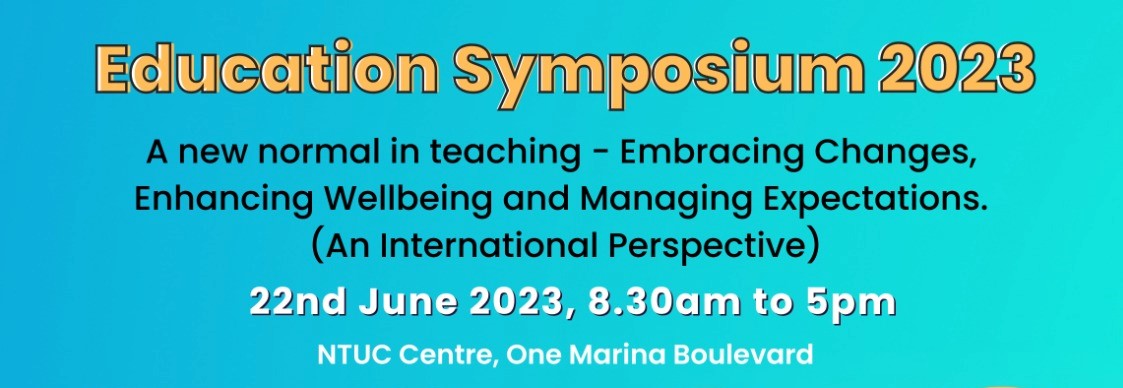 Education Symposium 2023
A new normal in teaching - Embracing Changes,
Enhancing Wellbeing and Managing Expectations.
(An International Perspective)
22nd June 2023, 8.30am to 5pm
NTUC Centre, One Marina Boulevard